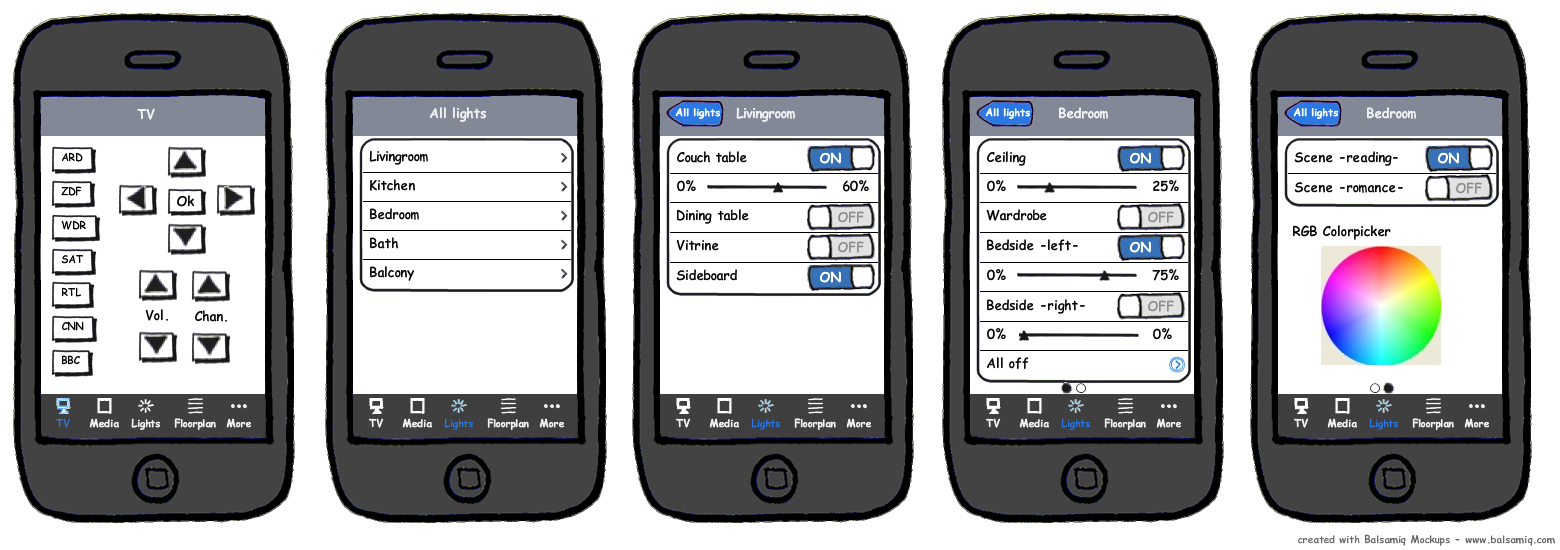 TV
ARD
ZDF
WDR
SAT
RTL
CNN
BBC
Ok
Vol. Chan.
TV Media Lights Floorplan More
All lights
Livingroom
Kitchen
Bedroom
Bath
Balcony
TV Media Lights Floorplan More
All lights Livingroom
Couch table ON
0% 60%
Dining table OFF
Vitrine OFF
Sideboard ON
TV Media Lights Floorplan More
All lights Bedroom
Ceiling ON
0% 25%
Wardrobe OFF
Bedside -left- ON
0% 75%
Bedside -right- OFF
0% 0%
All off
TV Media Lights Floorplan More
All lights Bedroom
Scene -reading- ON
Scene -romance- OFF
RGB Colorpicker
TV Media Lights Floorplan More
created with Balsamiq Mockups - www.balsamiq.com